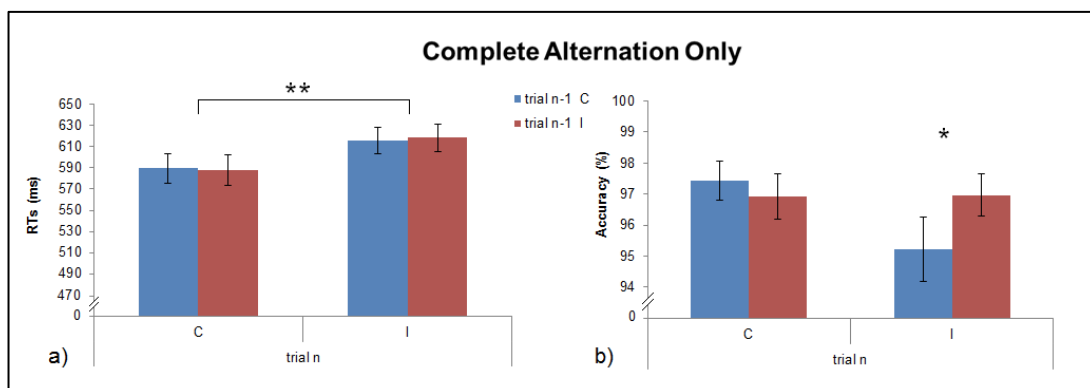 Complete Alternation Only
**
trial n-1 C
trial n-1 I
650
630
610
590
570
550
530
510
490
470
0
RTs (ms)
C
I
trial n
a)
100
99
98
97
96
95
94
0
Accuracy (%)
*
C
I
trial n
b)